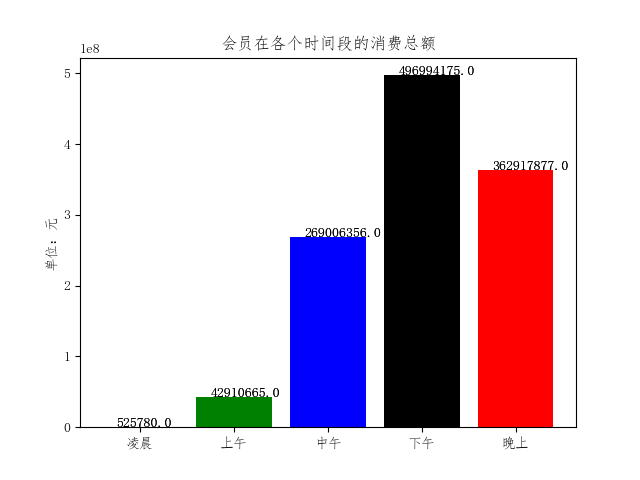 会员在各个时间段的消费总额
1e8
5
4
3
2
1
0
单位：元
525780.0
42910665.0
269006356.0
496994175.0
362917877.0
凌晨
上午
中午
下午
晚上